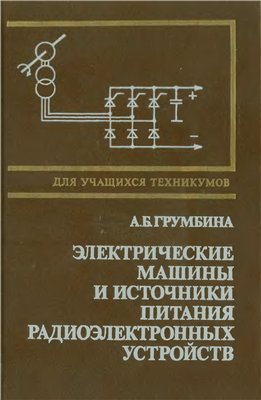 +
−
ДЛЯ УЧАЩИХСЯ ТЕХНИКУМОВ
А.Б.ГРУМБИНА
ЭЛЕКТРИЧЕСКИЕ
МАШИНЫ
И ИСТОЧНИКИ
ПИТАНИЯ
РАДИОЭЛЕКТРОННЫХ
УСТРОЙСТВ